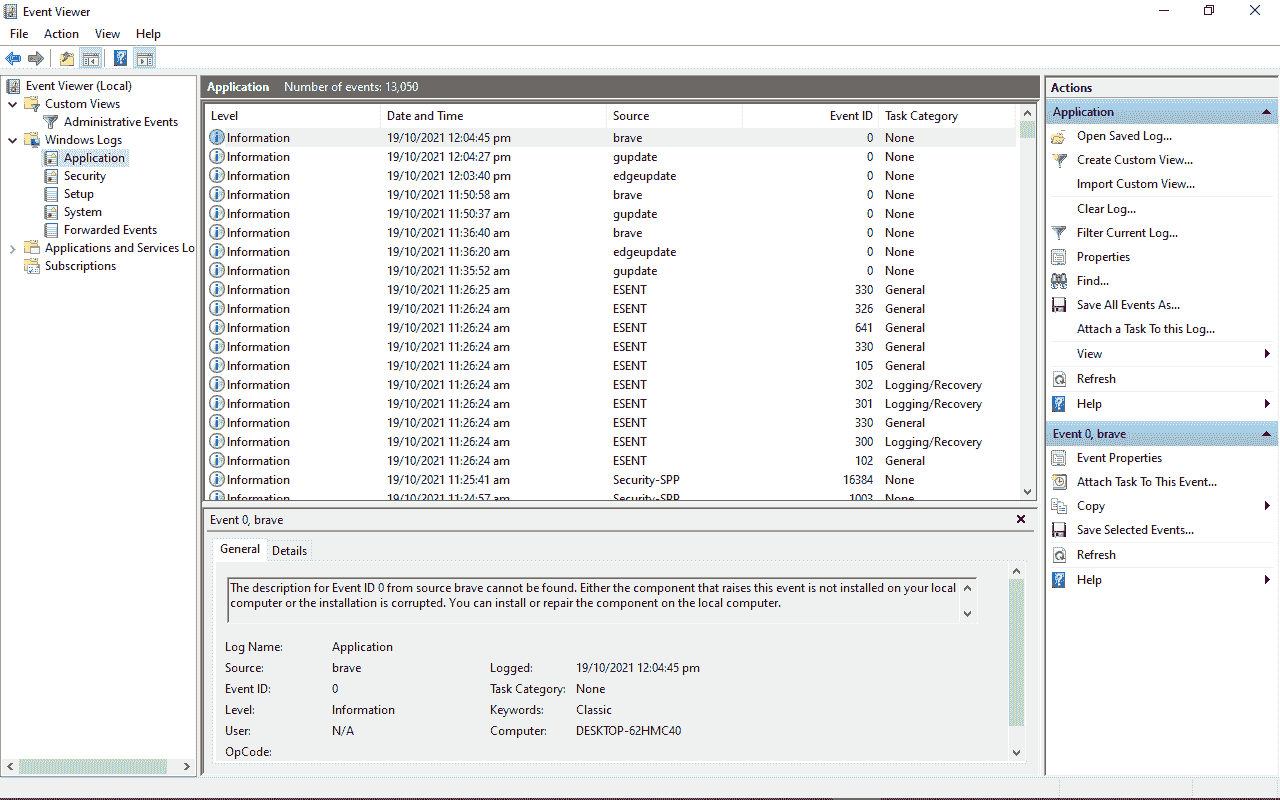 Event Viewer
File Action View Help
Event Viewer (Local)
Custom Views
Administrative Events
Windows Logs
Application
Security
Setup
System
Forwarded Events
Applications and Services Lo
Subscriptions
Application Number of events: 13,050
Level Date and Time Source Event ID Task Category
Information 19/10/2021 12:04:45 pm brave 0 None
Information 19/10/2021 12:04:27 pm gupdate 0 None
Information 19/10/2021 12:03:40 pm edgeupdate 0 None
Information 19/10/2021 11:50:58 am brave 0 None
Information 19/10/2021 11:50:37 am gupdate 0 None
Information 19/10/2021 11:36:40 am brave 0 None
Information 19/10/2021 11:36:20 am edgeupdate 0 None
Information 19/10/2021 11:35:52 am gupdate 0 None
Information 19/10/2021 11:26:25 am ESENT 330 General
Information 19/10/2021 11:26:24 am ESENT 326 General
Information 19/10/2021 11:26:24 am ESENT 641 General
Information 19/10/2021 11:26:24 am ESENT 330 General
Information 19/10/2021 11:26:24 am ESENT 105 General
Information 19/10/2021 11:26:24 am ESENT 302 Logging/Recovery
Information 19/10/2021 11:26:24 am ESENT 301 Logging/Recovery
Information 19/10/2021 11:26:24 am ESENT 330 General
Information 19/10/2021 11:26:24 am ESENT 300 Logging/Recovery
Information 19/10/2021 11:26:24 am ESENT 102 General
Information 19/10/2021 11:25:41 am Security-SPP 16384 None
Information 19/10/2021 11:24:57 am Security-SPP 1003 None
Event 0, brave
General Details
The description for Event ID 0 from source brave cannot be found. Either the component that raises this event is not installed on your local
computer or the installation is corrupted. You can install or repair the component on the local computer.
Log Name: Application
Source: brave Logged: 19/10/2021 12:04:45 pm
Event ID: 0 Task Category: None
Level: Information Keywords: Classic
User: N/A Computer: DESKTOP-62HMC40
OpCode:
Actions
Application
Open Saved Log...
Create Custom View...
Import Custom View...
Clear Log...
Filter Current Log...
Properties
Find...
Save All Events As...
Attach a Task To this Log...
View
Refresh
Help
Event 0, brave
Event Properties
Attach Task To This Event...
Copy
Save Selected Events...
Refresh
Help